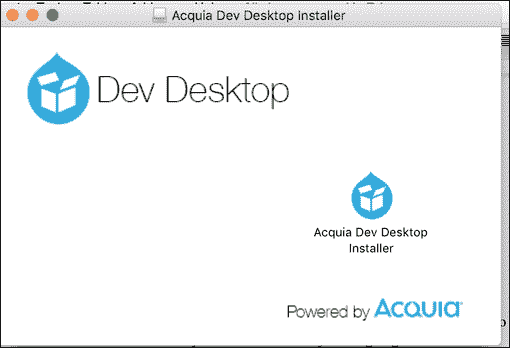 Acquia Dev Desktop Installer
Dev Desktop
Acquia Dev Desktop
Installer
Powered by Acquia